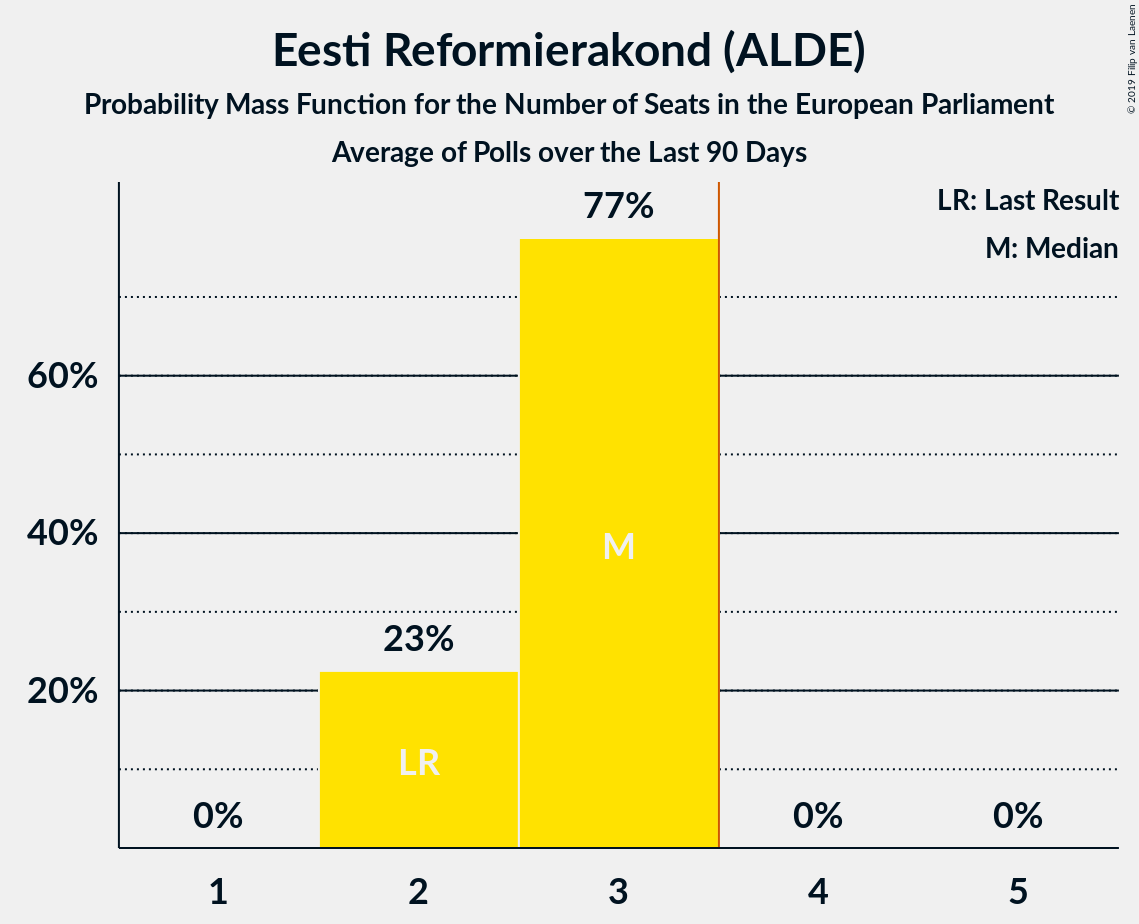 Eesti Reformierakond (ALDE)
Probability Mass Function for the Number of Seats in the European Parliament
Average of Polls over the Last 90 Days
© 2019 Filip van Laenen
LR: Last Result
M: Median
77%
60%
40%
M
23%
20%
LR
0%
0%
0%
1
2
3
4
5